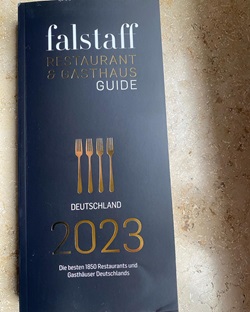 falstaff
RESTAURANT
& GASTHAUS
GUIDE
DEUTSCHLAND
2023
Die besten 1850 Restaurants und
Gasthäuser Deutschlands